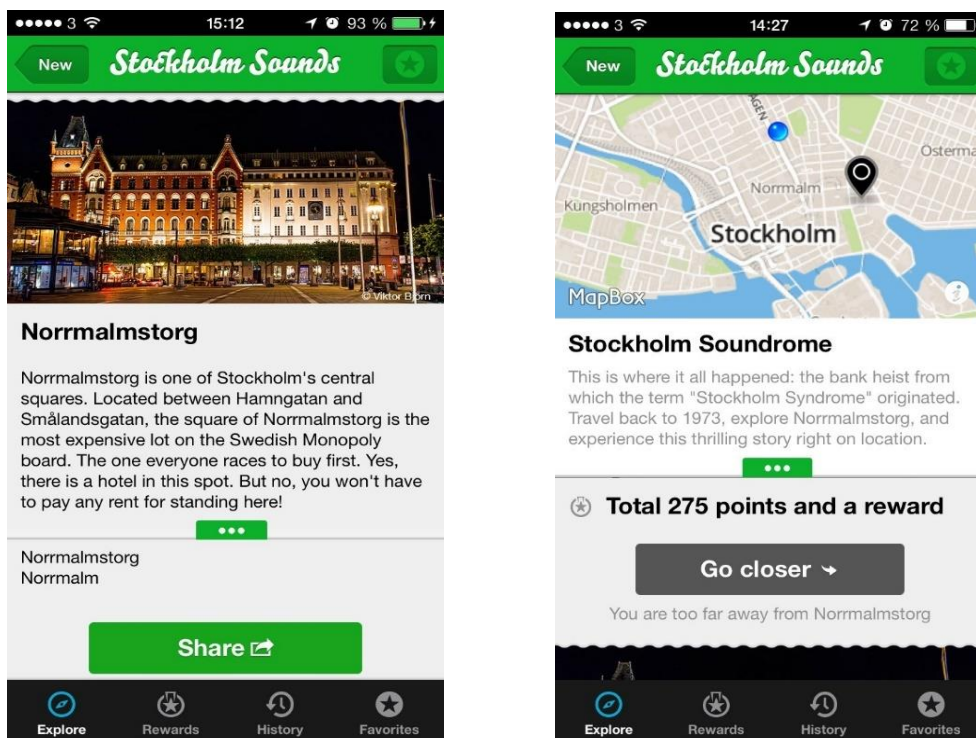 3 15:12 93 %
New Stockholm Sounds
© Viktor Björn
Norrmalmstorg
Norrmalmstorg is one of Stockholm's central
squares. Located between Hamngatan and
Smålandsgatan, the square of Norrmalmstorg is the
most expensive lot on the Swedish Monopoly
board. The one everyone races to buy first. Yes,
there is a hotel in this spot. But no, you won't have
to pay any rent for standing here!
Norrmalmstorg
Norrmalm
Share
Explore Rewards History Favorites
3 14:27 72 %
New Stockholm Sounds
AGEN
Osterma
Norrmalm
Kungsholmen
Stockholm
MapBox
Stockholm Soundrome
This is where it all happened: the bank heist from
which the term "Stockholm Syndrome" originated.
Travel back to 1973, explore Norrmalmstorg, and
experience this thrilling story right on location.
Total 275 points and a reward
Go closer
You are too far away from Norrmalmstorg
Explore Rewards History Favorites